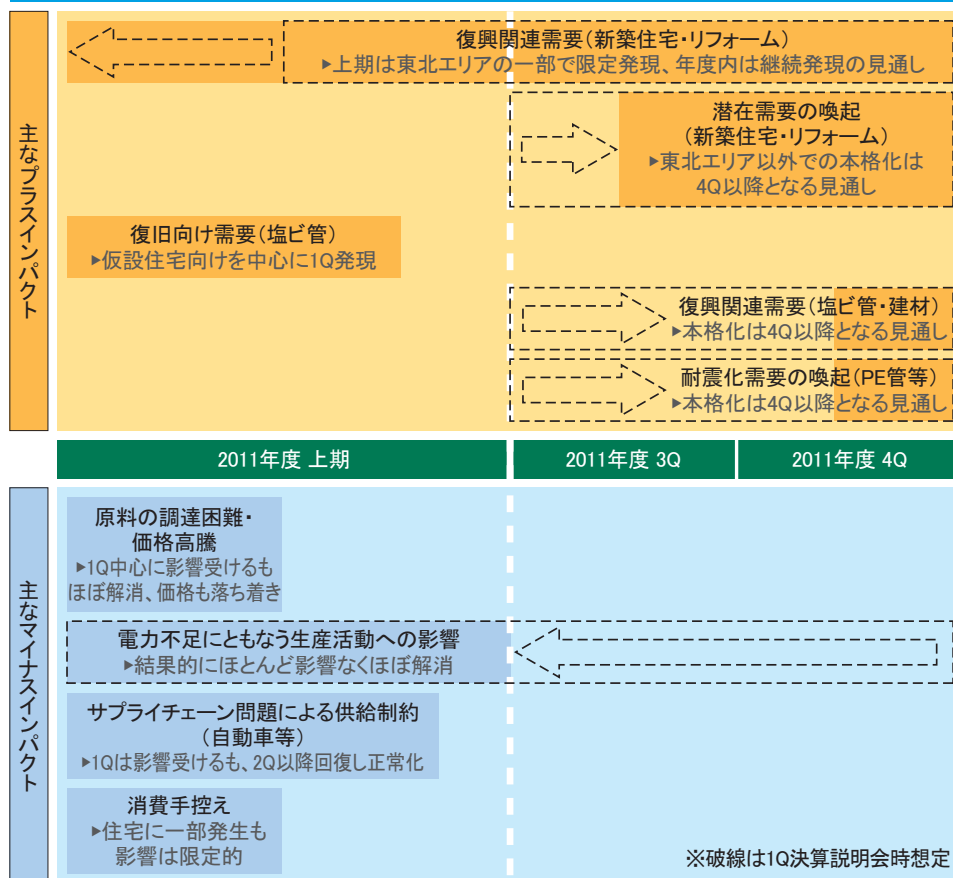 主なプラスインパクト
復興関連需要(新築住宅・リフォーム)
▶上期は東北エリアの一部で限定発現、年度内は継続発現の見通し
潜在需要の喚起
(新築住宅・リフォーム)
▶東北エリア以外での本格化は
4Q以降となる見通し
復旧向け需要(塩ビ管)
▶仮設住宅向けを中心に1Q発現
復興関連需要(塩ビ管・建材)
▶本格化は4Q以降となる見通し
耐震化需要の喚起(PE管等)
▶本格化は4Q以降となる見通し
2011年度 上期
2011年度 3Q
2011年度 4Q
主なマイナスインパクト
原料の調達困難・
価格高騰
▶1Q中心に影響受けるも
ほぼ解消、価格も落ち着き
電力不足にともなう生産活動への影響
▶結果的にほとんど影響なくほぼ解消
サプライチェーン問題による供給制約
(自動車等)
▶1Qは影響受けるも、2Q以降回復し正常化
消費手控え
▶住宅に一部発生も
影響は限定的
※破線は1Q決算説明会時想定